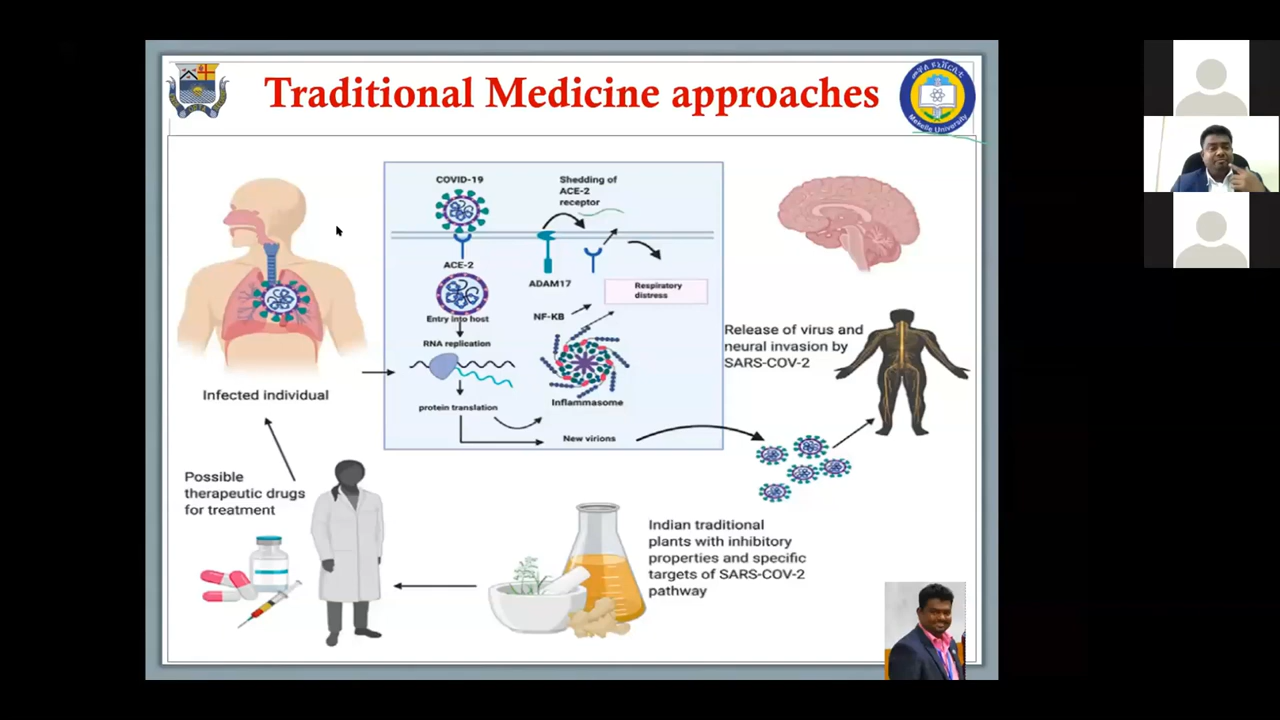 Traditional Medicine approaches
Mekelle University
COVID-19
Shedding of
ACE-2
receptor
ACE-2
ADAM17
Respiratory
distress
Entry into host
NF-KB
RNA replication
Inflammasome
protein translation
New virions
Infected individual
Release of virus and
neural invasion by
SARS-COV-2
Possible
therapeutic drugs
for treatment
Indian traditional
plants with inhibitory
properties and specific
targets of SARS-COV-2
pathway